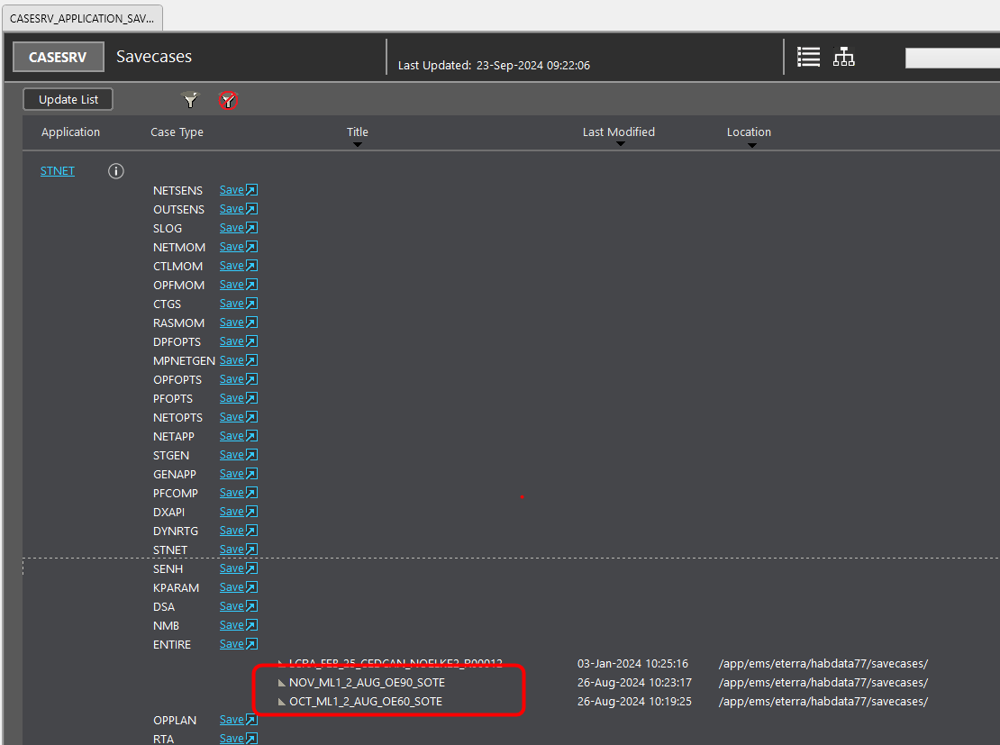 CASESRV_APPLICATION_SAV...
CASESRV Savecases Last Updated: 23-Sep-2024 09:22:06
Update List
Application Case Type Title Last Modified Location
STNET
NETSENS Save
OUTSENS Save
SLOG Save
NETMOM Save
CTLMOM Save
OPFMOM Save
CTGS Save
RASMOM Save
DPFOPTS Save
MPNETGEN Save
OPFOPTS Save
PFOPTS Save
NETOPTS Save
NETAPP Save
STGEN Save
GENAPP Save
PFCOMP Save
DXAPI Save
DYNRTG Save
STNET Save
SENH Save
KPARAM Save
DSA Save
NMB Save
ENTIRE Save
LCRA_FEB_25_CEDCAN_NOELKE2_R00012 03-Jan-2024 10:25:16 /app/ems/eterra/habdata77/savecases/
NOV_ML1_2_AUG_OE90_SOTE 26-Aug-2024 10:23:17 /app/ems/eterra/habdata77/savecases/
OCT_ML1_2_AUG_OE60_SOTE 26-Aug-2024 10:19:25 /app/ems/eterra/habdata77/savecases/
OPPLAN Save
RTA Save